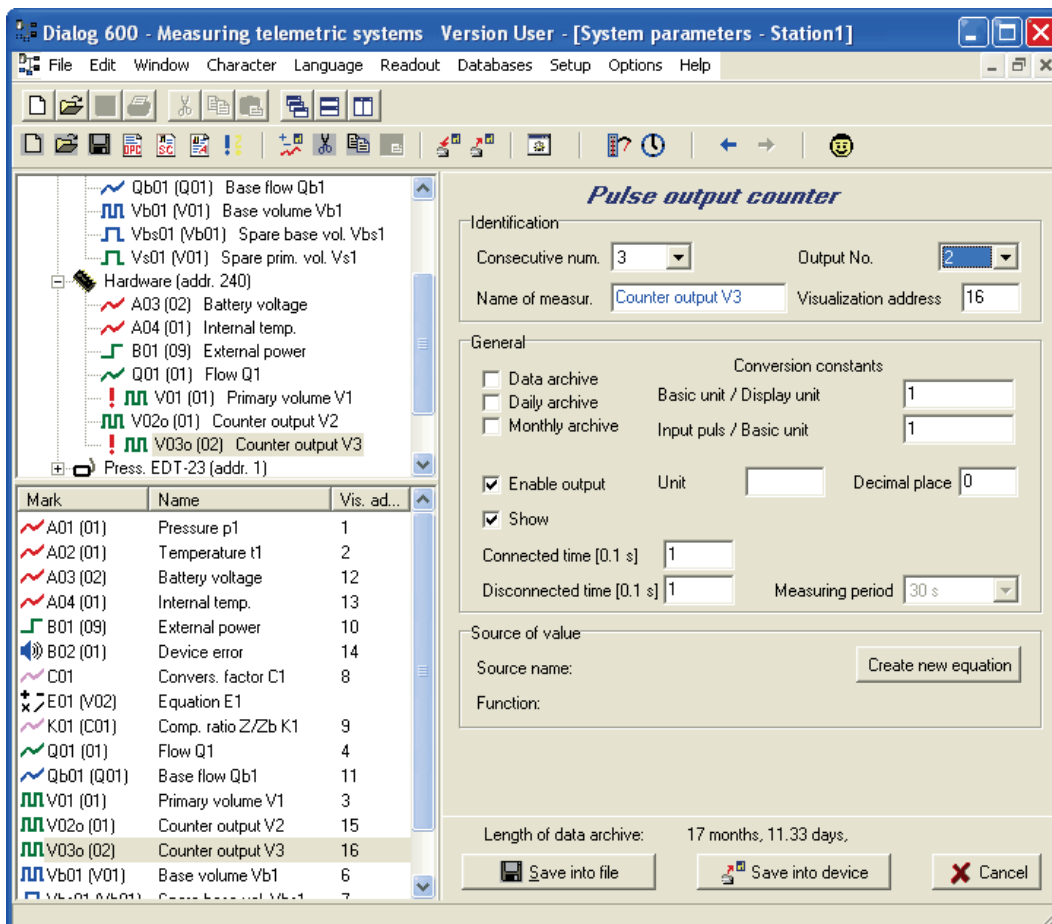 Dialog 600 - Measuring telemetric systems Version User - [System parameters - Station1]
File Edit Window Character Language Readout Databases Setup Options Help
Qb01 (Q01) Base flow Qb1
Vb01 (V01) Base volume Vb1
Vbs01 (Vb01) Spare base vol. Vbs1
Vs01 (V01) Spare prim. vol. Vs1
Hardware (addr. 240)
A03 (02) Battery voltage
A04 (01) Internal temp.
B01 (09) External power
Q01 (01) Flow Q1
V01 (01) Primary volume V1
V02o (01) Counter output V2
V03o (02) Counter output V3
Press. EDT-23 (addr. 1)
Mark Name Vis. ad...
A01 (01) Pressure p1 1
A02 (01) Temperature t1 2
A03 (02) Battery voltage 12
A04 (01) Internal temp. 13
B01 (09) External power 10
B02 (01) Device error 14
C01 Convers. factor C1 8
E01 (V02) Equation E1
K01 (C01) Comp. ratio Z/Zb K1 9
Q01 (01) Flow Q1 4
Qb01 (Q01) Base flow Qb1 11
V01 (01) Primary volume V1 3
V02o (01) Counter output V2 15
V03o (02) Counter output V3 16
Vb01 (V01) Base volume Vb1 6
Vbs01 (Vb01) Spare base vol. Vbs1 7
Pulse output counter
Identification
Consecutive num. 3 Output No. 2
Name of measur. Counter output V3 Visualization address 16
General
Conversion constants
Data archive
Basic unit / Display unit 1
Daily archive
Monthly archive
Input puls / Basic unit 1
Enable output Unit Decimal place 0
Show
Connected time [0.1 s] 1
Disconnected time [0.1 s] 1 Measuring period 30 s
Source of value
Source name: Create new equation
Function:
Length of data archive: 17 months, 11.33 days,
Save into file Save into device Cancel